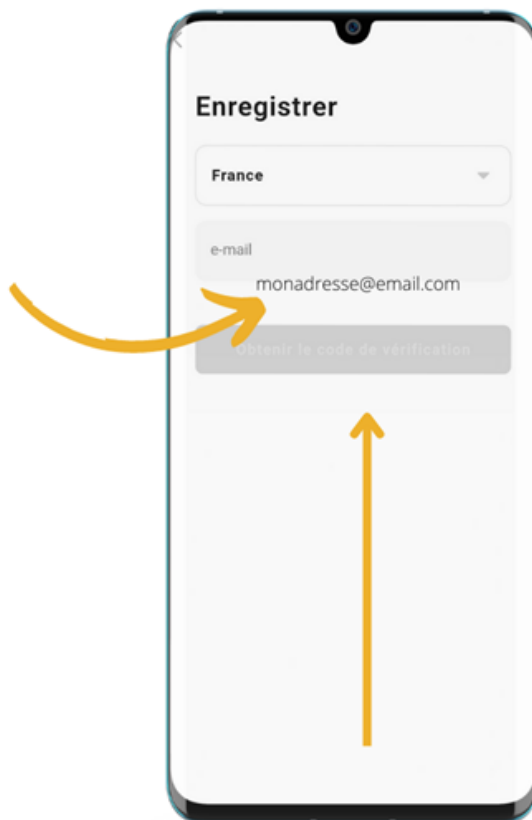 Enregistrer
France
e-mail
monadresse@email.com
Obtenir le code de vérification